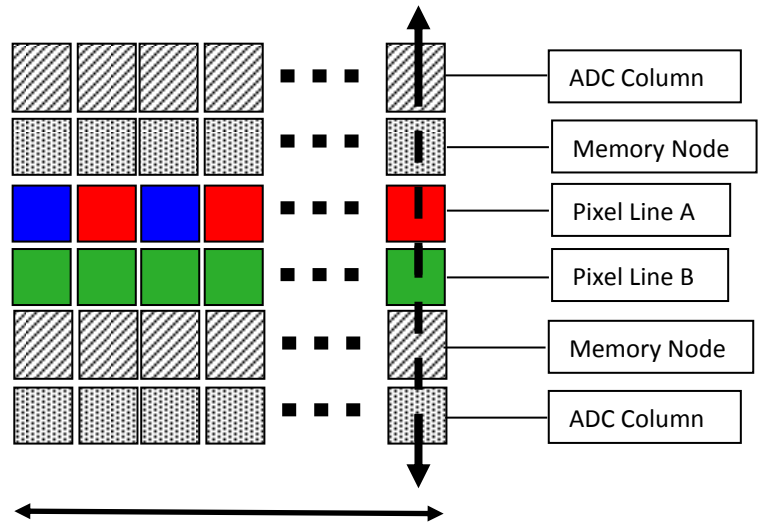 ADC Column
Memory Node
Pixel Line A
Pixel Line B
Memory Node
ADC Column